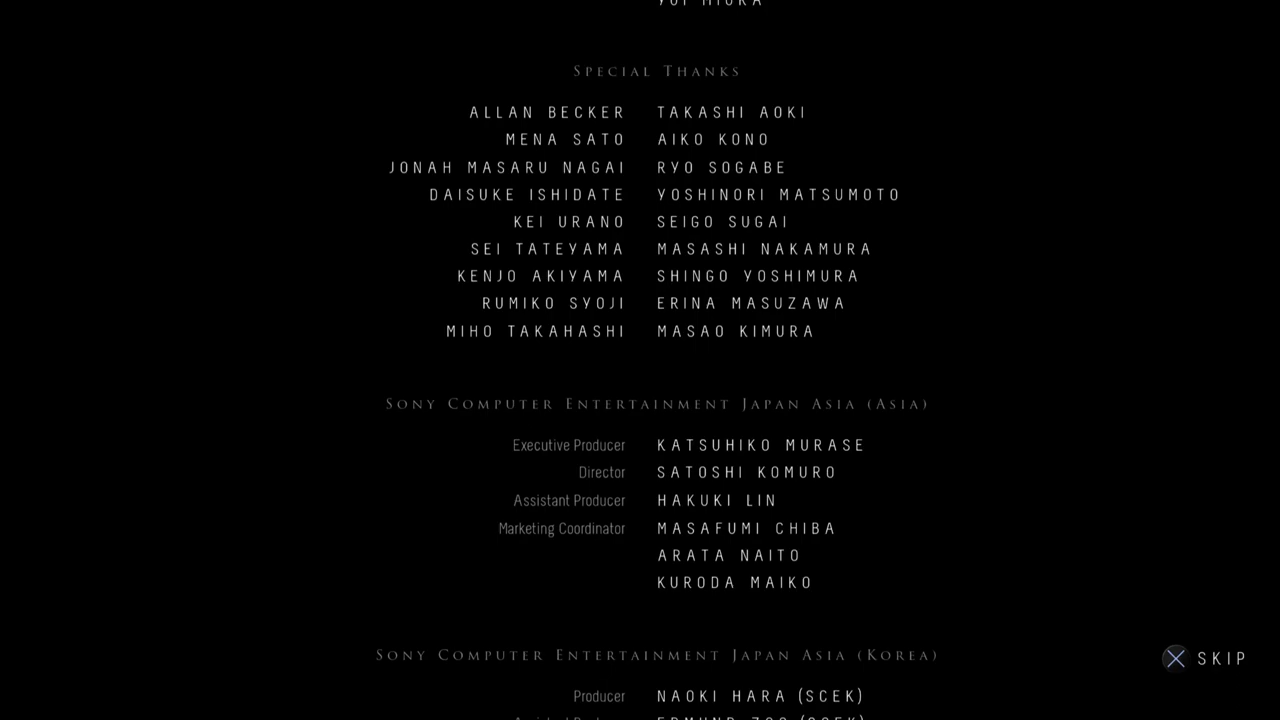 SPECIAL THANKS
ALLAN BECKER TAKASHI AOKI
MENA SATO AIKO KONO
JONAH MASARU NAGAI RYO SOGABE
DAISUKE ISHIDATE YOSHINORI MATSUMOTO
KEI URANO SEIGO SUGAI
SEI TATEYAMA MASASHI NAKAMURA
KENJO AKIYAMA SHINGO YOSHIMURA
RUMIKO SYOJI ERINA MASUZAWA
MIHO TAKAHASHI MASAO KIMURA
SONY COMPUTER ENTERTAINMENT JAPAN ASIA (ASIA)
Executive Producer KATSUHIKO MURASE
Director SATOSHI KOMURO
Assistant Producer HAKUKI LIN
Marketing Coordinator MASAFUMI CHIBA
ARATA NAITO
KURODA MAIKO
SONY COMPUTER ENTERTAINMENT JAPAN ASIA (KOREA)
SKIP
Producer NAOKI HARA (SCEK)